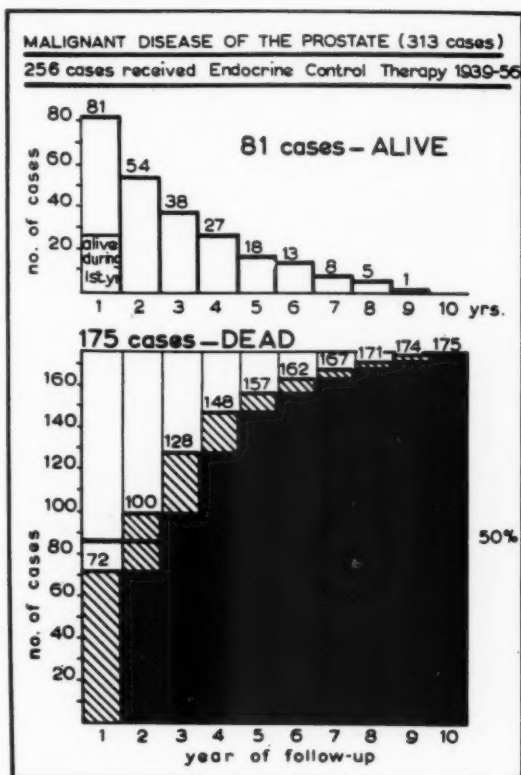 MALIGNANT DISEASE OF THE PROSTATE (313 cases)
256 cases received Endocrine Control Therapy 1939-56
81 cases – ALIVE
no. of cases
80
60
40
20
81
54
38
27
18
13
8
5
1
alive
during
1st.yr
1 2 3 4 5 6 7 8 9 10 yrs.
175 cases – DEAD
no. of cases
160
140
120
100
80
60
40
20
72
100
128
148
157
162
167
171
174
175
50%
1 2 3 4 5 6 7 8 9 10
year of follow-up